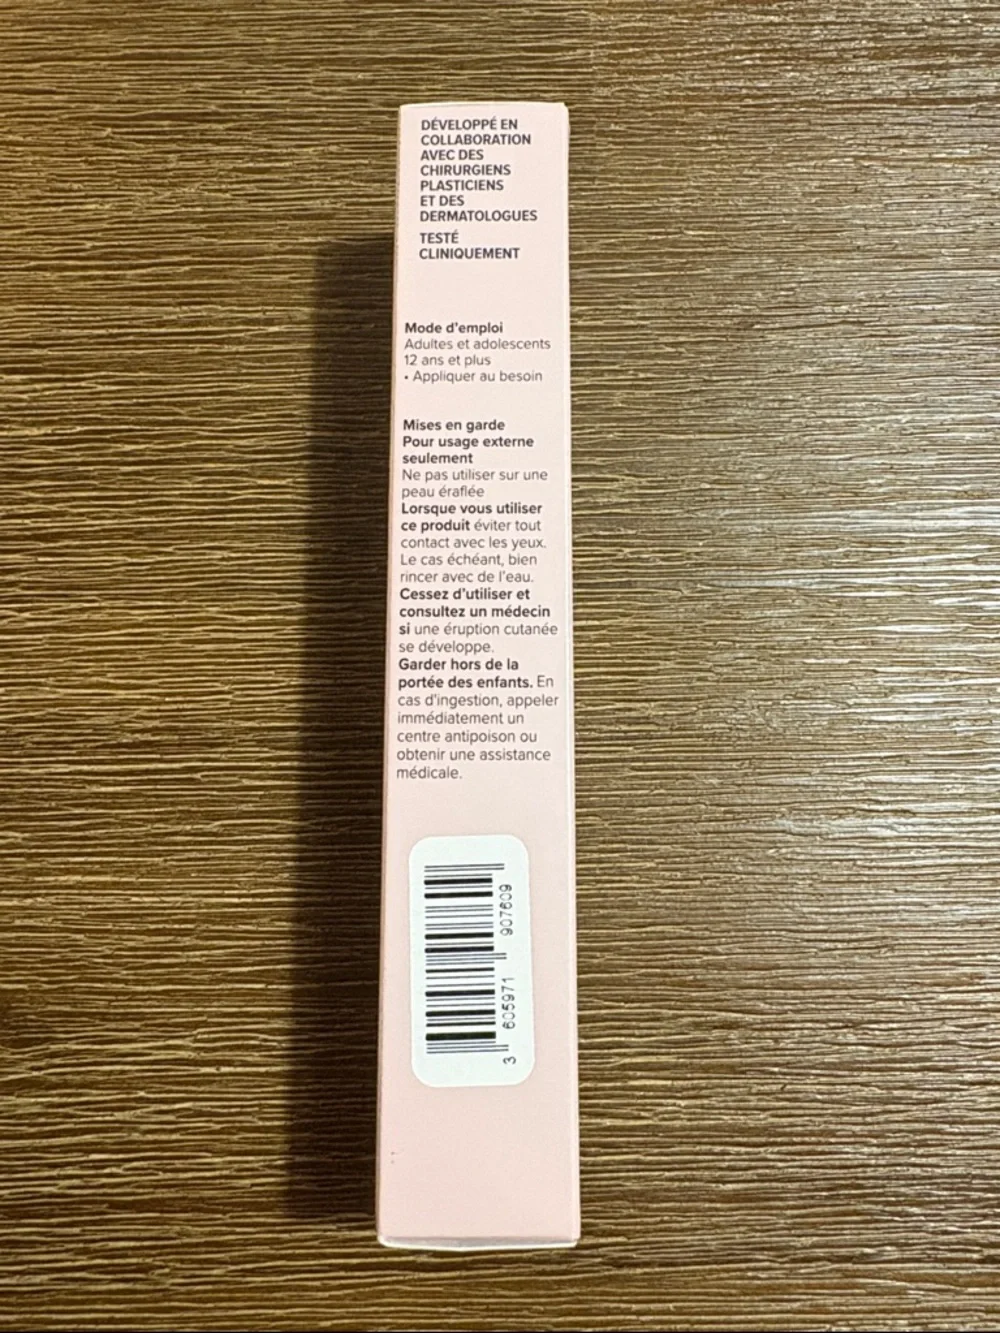 DÉVELOPPÉ EN
COLLABORATION
AVEC DES
CHIRURGIENS
PLASTICIENS
ET DES
DERMATOLOGUES
TESTÉ
CLINIQUEMENT
Mode d'emploi
Adultes et adolescents
12 ans et plus
• Appliquer au besoin
Mises en garde
Pour usage externe
seulement
Ne pas utiliser sur une
peau éraflée
Lorsque vous utiliser
ce produit éviter tout
contact avec les yeux.
Le cas échéant, bien
rincer avec de l'eau.
Cessez d'utiliser et
consultez un médecin
si une éruption cutanée
se développe.
Garder hors de la
portée des enfants. En
cas d'ingestion, appeler
immédiatement un
centre antipoison ou
obtenir une assistance
médicale.
3 605971 907609